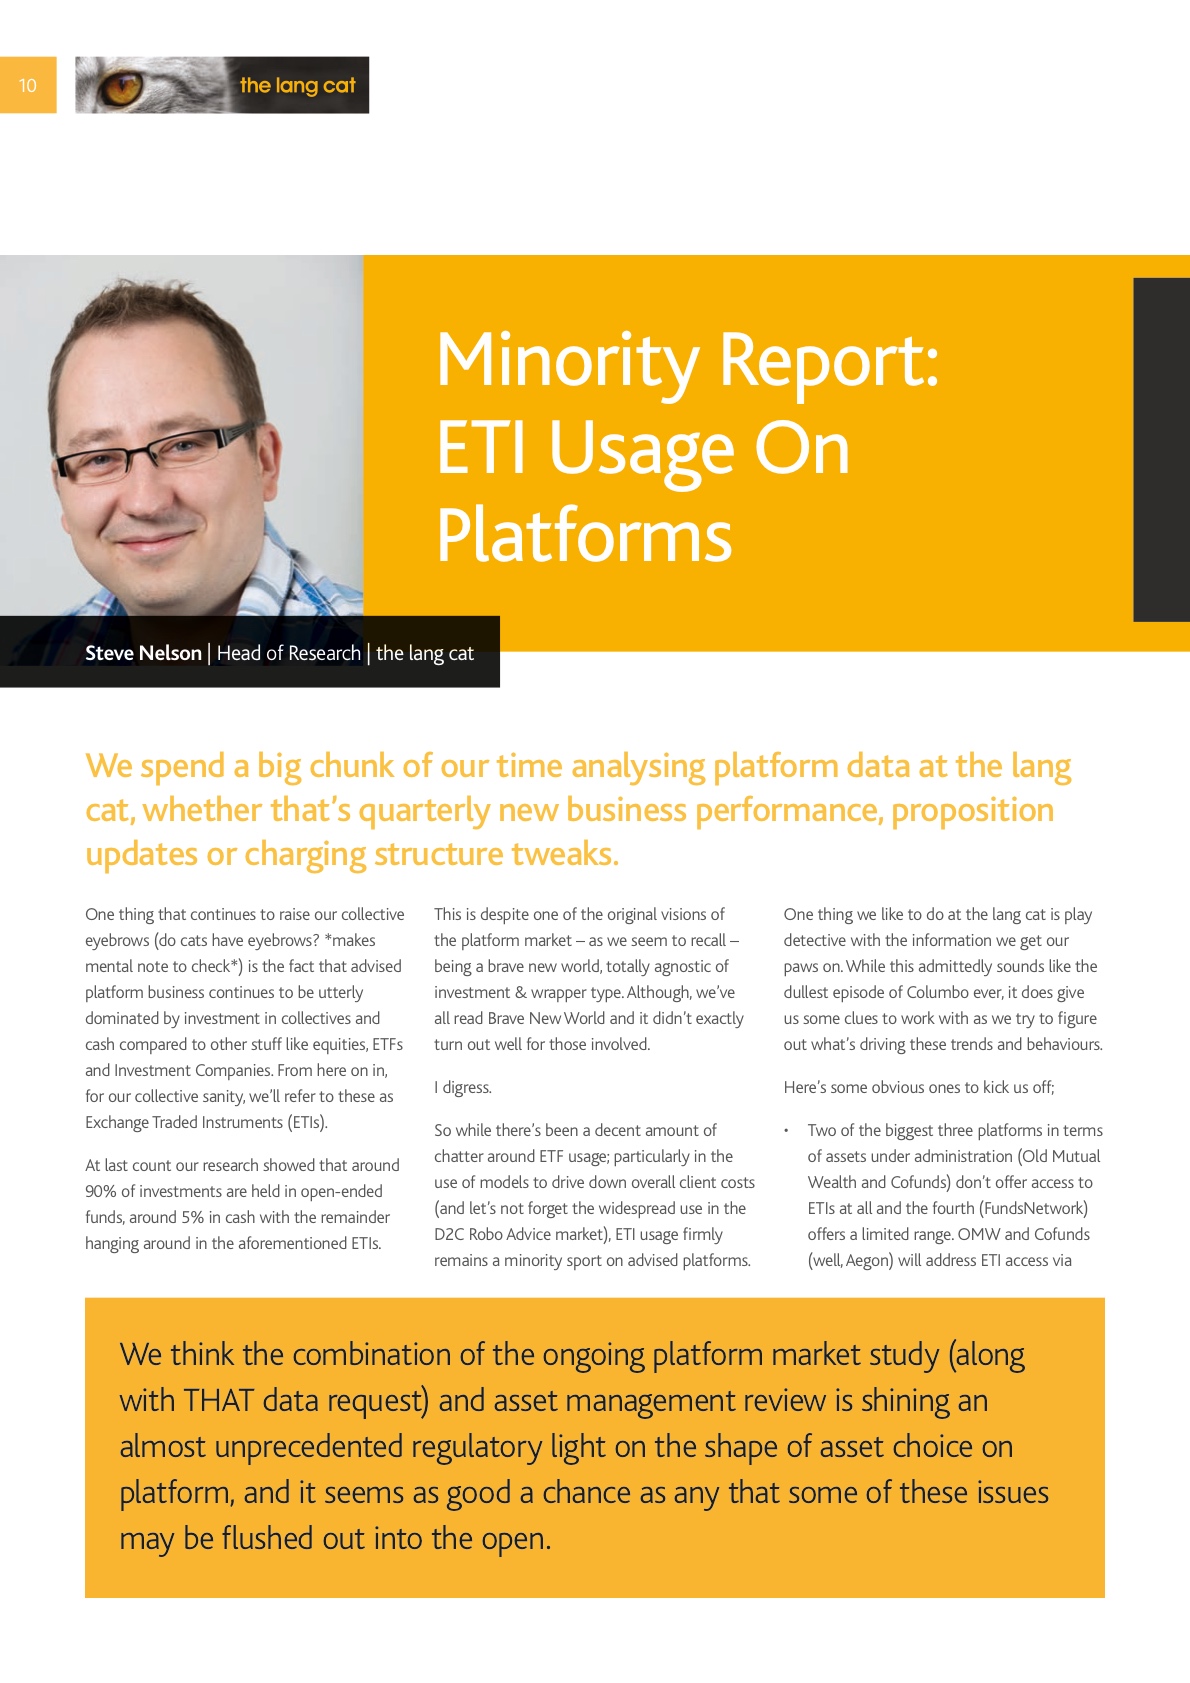 10
the lang cat
Minority Report:
ETI Usage On
Platforms
Steve Nelson | Head of Research | the lang cat
We spend a big chunk of our time analysing platform data at the lang
cat, whether that's quarterly new business performance, proposition
updates or charging structure tweaks.
One thing that continues to raise our collective
eyebrows (do cats have eyebrows? *makes
mental note to check*) is the fact that advised
platform business continues to be utterly
dominated by investment in collectives and
cash compared to other stuff like equities, ETFs
and Investment Companies. From here on in,
for our collective sanity, we'll refer to these as
Exchange Traded Instruments (ETIs).
At last count our research showed that around
90% of investments are held in open-ended
funds, around 5% in cash with the remainder
hanging around in the aforementioned ETIs.
This is despite one of the original visions of
the platform market – as we seem to recall –
being a brave new world, totally agnostic of
investment & wrapper type. Although, we've
all read Brave New World and it didn't exactly
turn out well for those involved.
I digress.
So while there's been a decent amount of
chatter around ETF usage; particularly in the
use of models to drive down overall client costs
(and let's not forget the widespread use in the
D2C Robo Advice market), ETI usage firmly
remains a minority sport on advised platforms.
One thing we like to do at the lang cat is play
detective with the information we get our
paws on. While this admittedly sounds like the
dullest episode of Columbo ever, it does give
us some clues to work with as we try to figure
out what's driving these trends and behaviours.
Here's some obvious ones to kick us off;
• Two of the biggest three platforms in terms
of assets under administration (Old Mutual
Wealth and Cofunds) don't offer access to
ETIs at all and the fourth (FundsNetwork)
offers a limited range. OMW and Cofunds
(well, Aegon) will address ETI access via
We think the combination of the ongoing platform market study (along
with THAT data request) and asset management review is shining an
almost unprecedented regulatory light on the shape of asset choice on
platform, and it seems as good a chance as any that some of these issues
may be flushed out into the open.